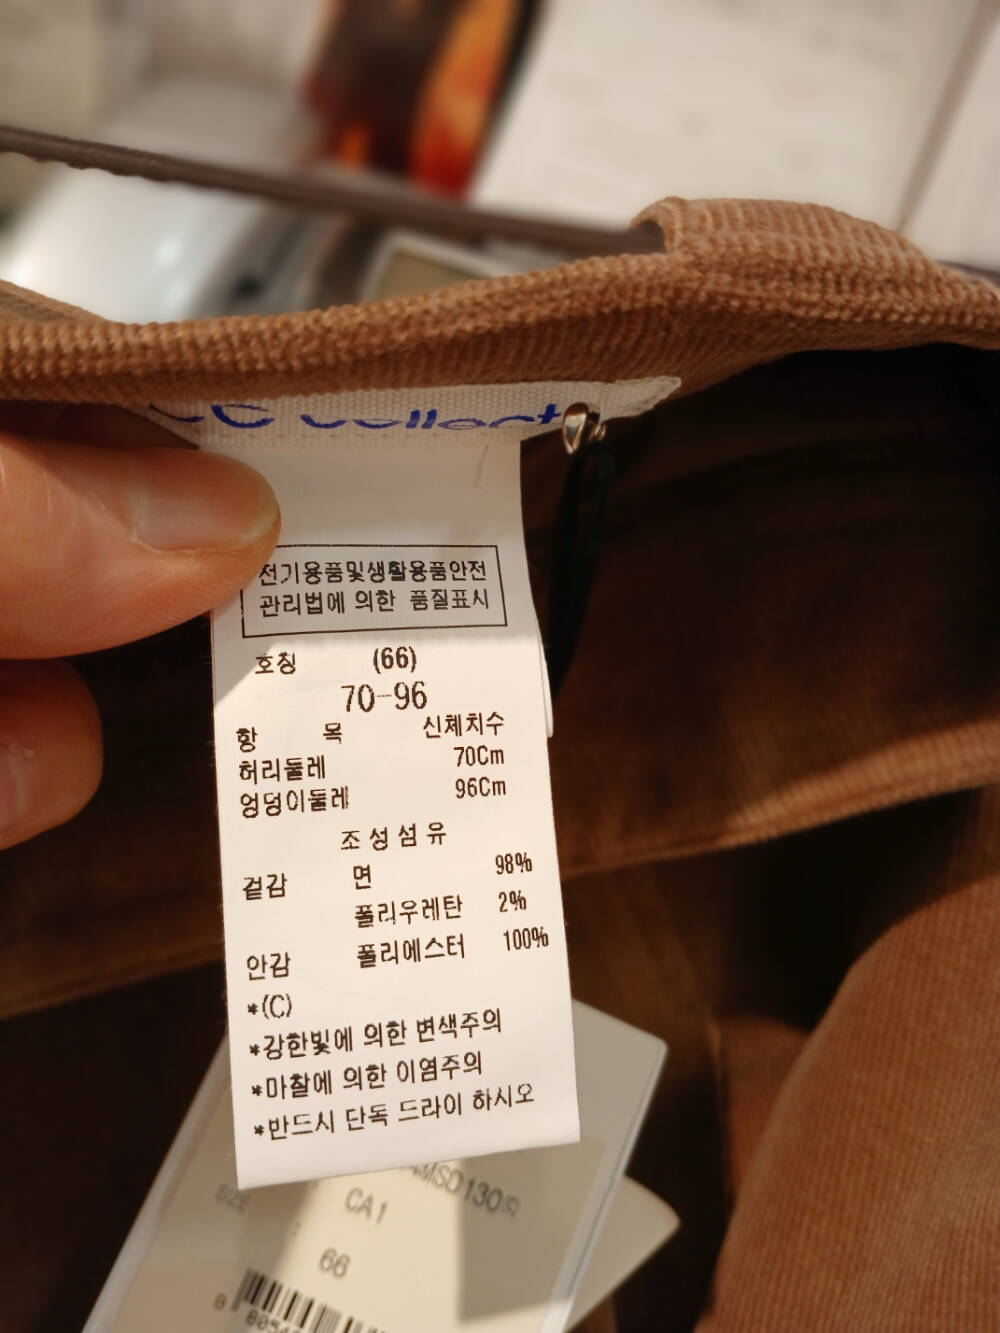 collect
전기용품및생활용품안전
관리법에 의한 품질표시
호칭 (66)
70-96
항 목 신체치수
허리둘레 70Cm
엉덩이둘레 96Cm
조성섬유
겉감 면 98%
폴리우레탄 2%
안감 폴리에스터 100%
*(C)
*강한빛에 의한 변색주의
*마찰에 의한 이염주의
*반드시 단독 드라이 하시오
MSD130
CA1
SIZE :
66
8